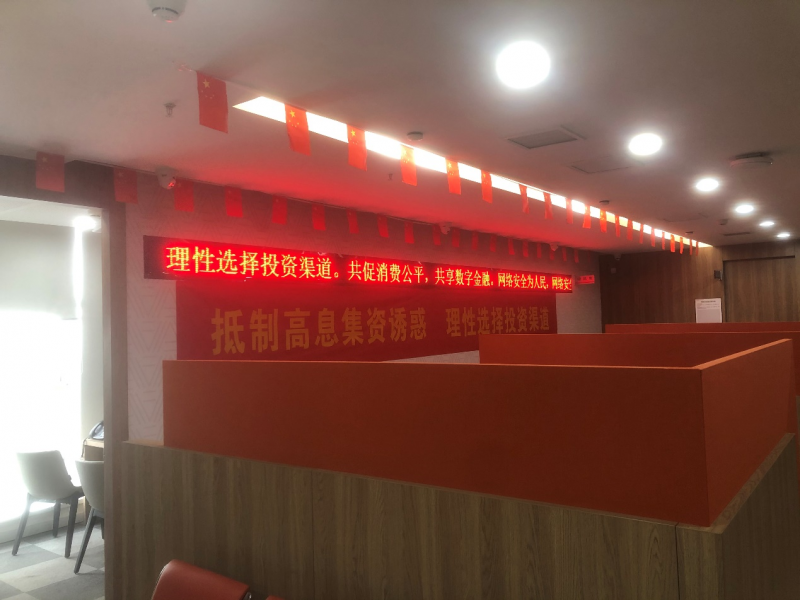 理性选择投资渠道。共促消费公平，共享数字金融。网络安全为人民，网络安
抵制高息集资诱惑 理性选择投资渠道